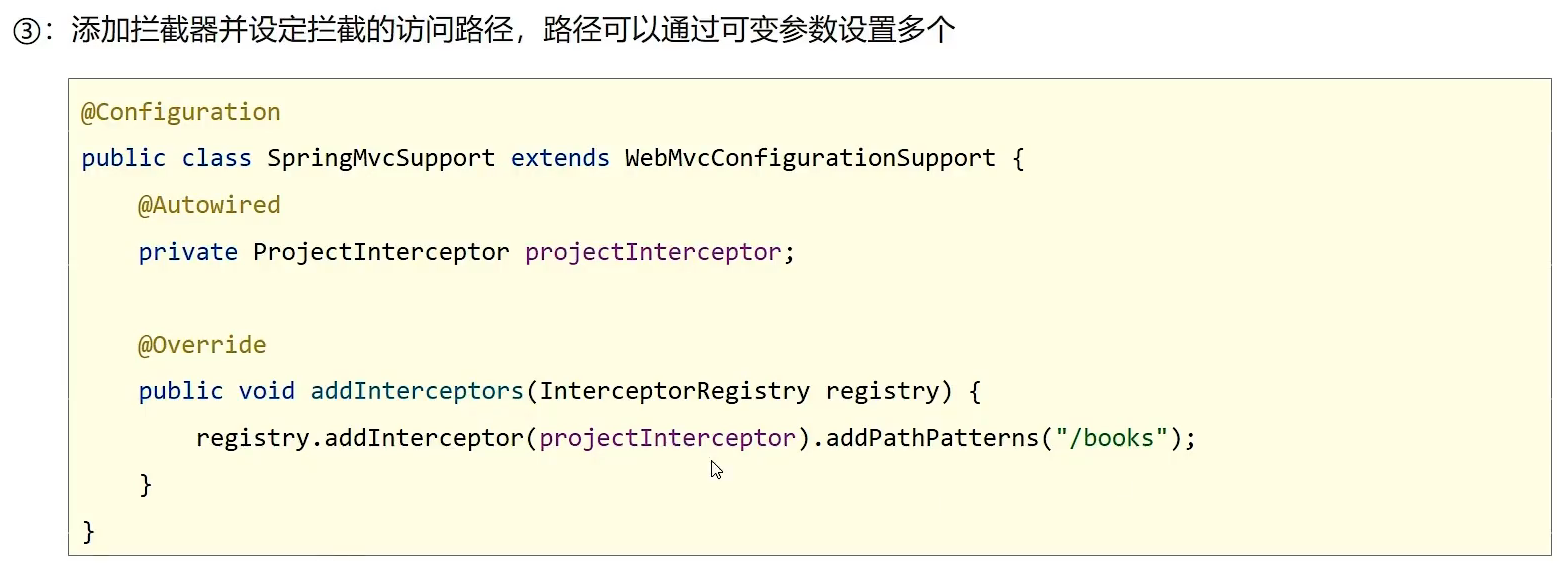 ③：添加拦截器并设定拦截的访问路径，路径可以通过可变参数设置多个
@Configuration
public class SpringMvcSupport extends WebMvcConfigurationSupport {
    @Autowired
    private ProjectInterceptor projectInterceptor;
    @Override
    public void addInterceptors(InterceptorRegistry registry) {
        registry.addInterceptor(projectInterceptor).addPathPatterns("/books");
    }
}